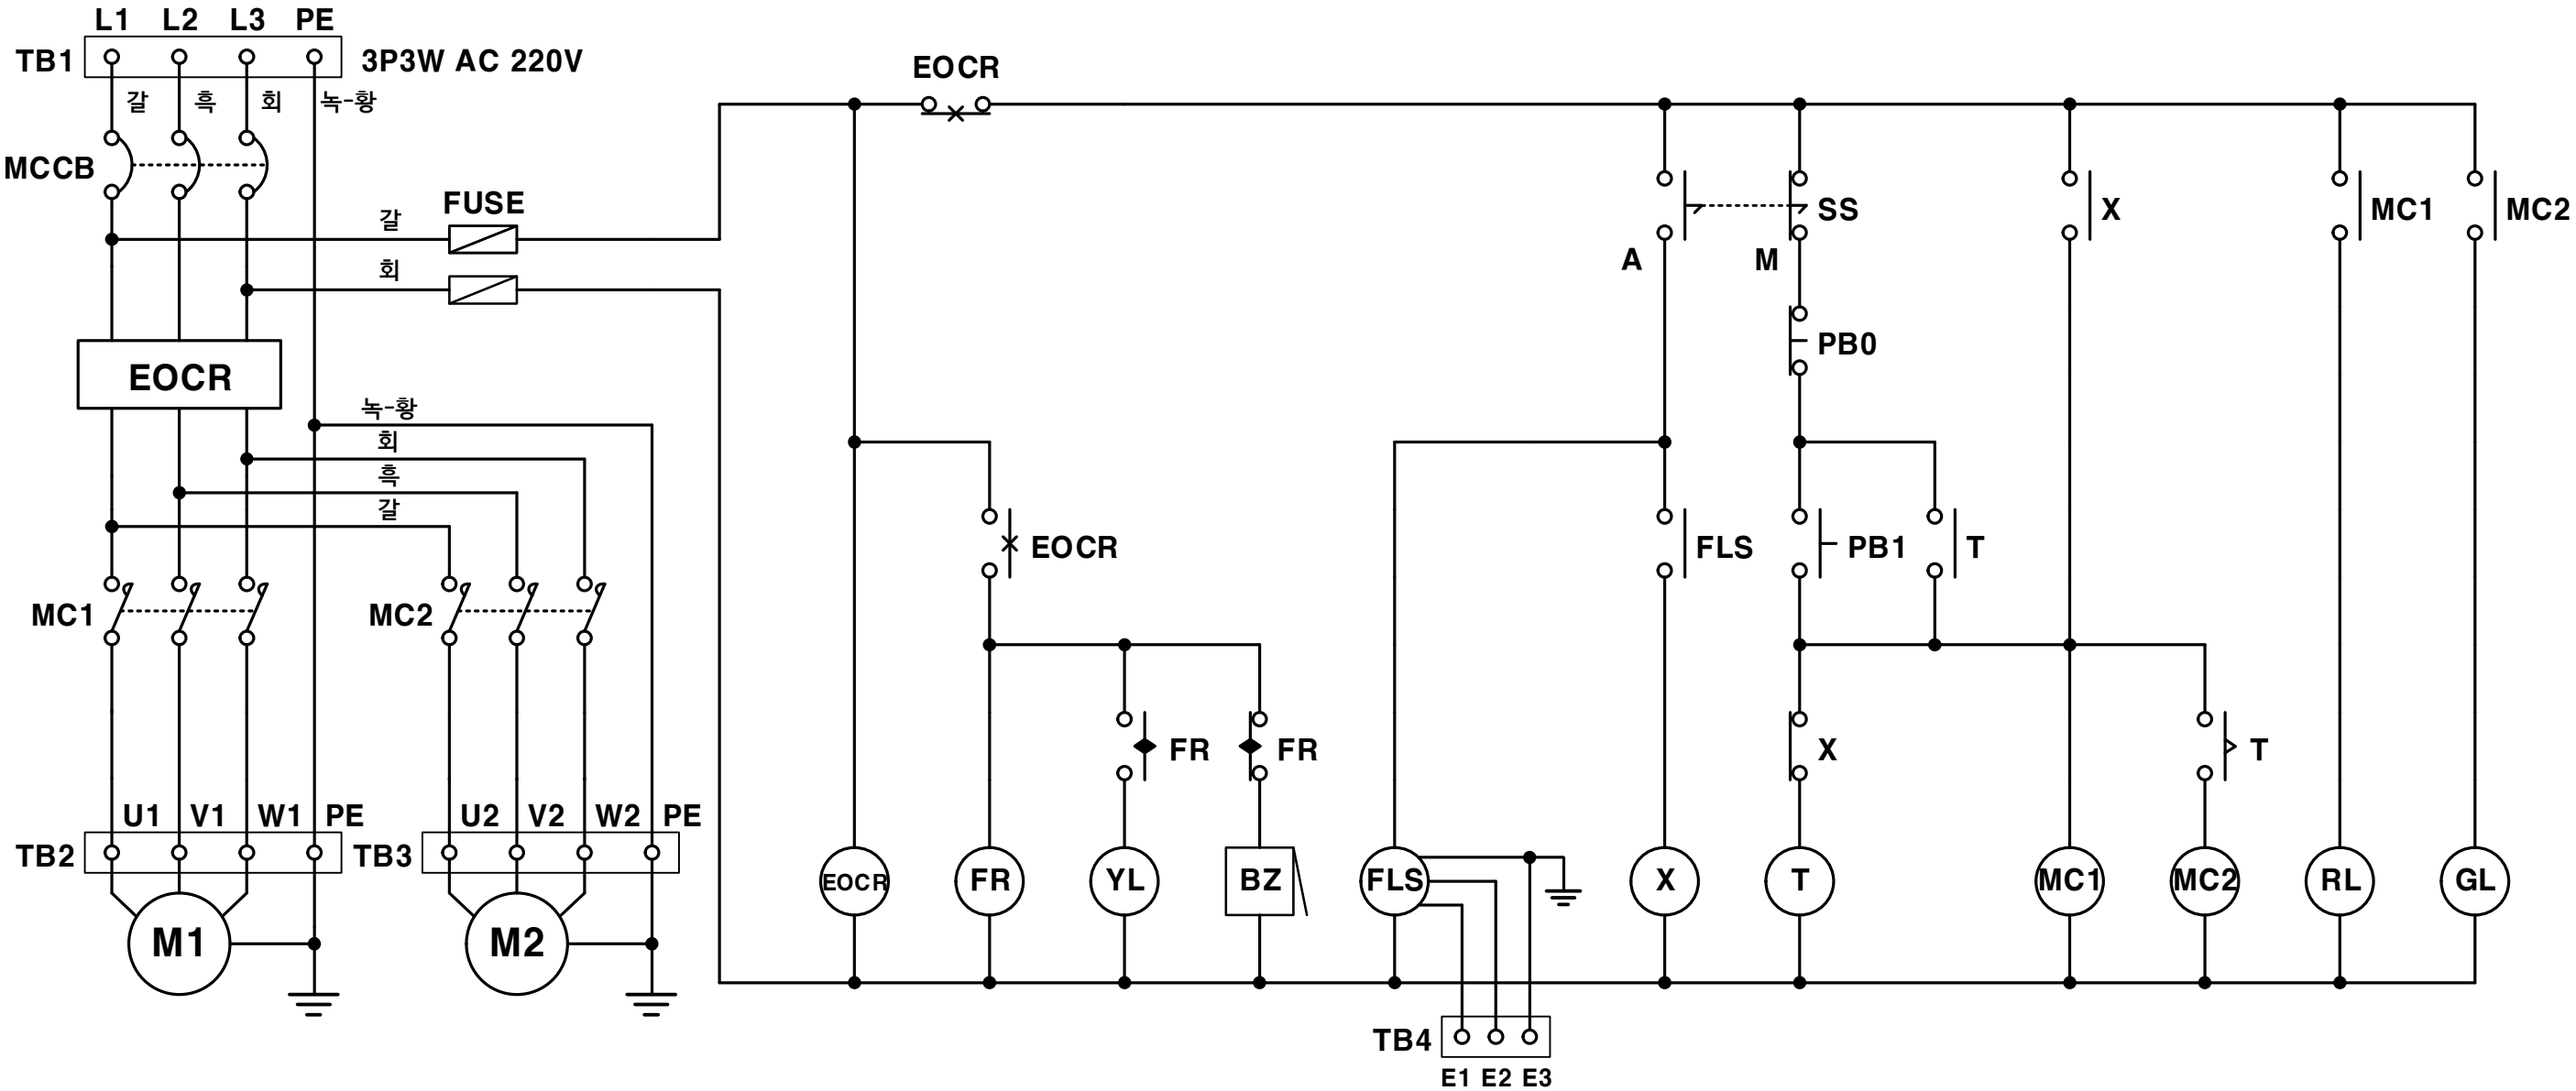 L1 L2 L3 PE
TB1 3P3W AC 220V
갈 흑 회 녹-황
MCCB
갈 FUSE
회
EOCR
녹-황
회
흑
갈
MC1 MC2
U1 V1 W1 PE U2 V2 W2 PE
TB2 TB3
M1 M2
EOCR
SS X MC1 MC2
A M
PB0
EOCR FLS PB1 T
FR FR X T
EOCR FR YL BZ FLS X T MC1 MC2 RL GL
TB4
E1 E2 E3